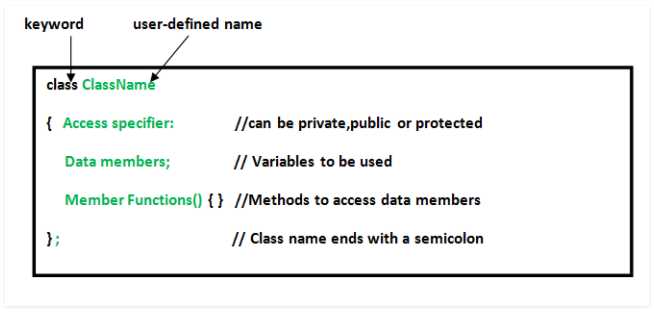 keyword user-defined name
class ClassName
{ Access specifier: //can be private,public or protected
Data members; // Variables to be used
Member Functions() { } //Methods to access data members
} ; // Class name ends with a semicolon